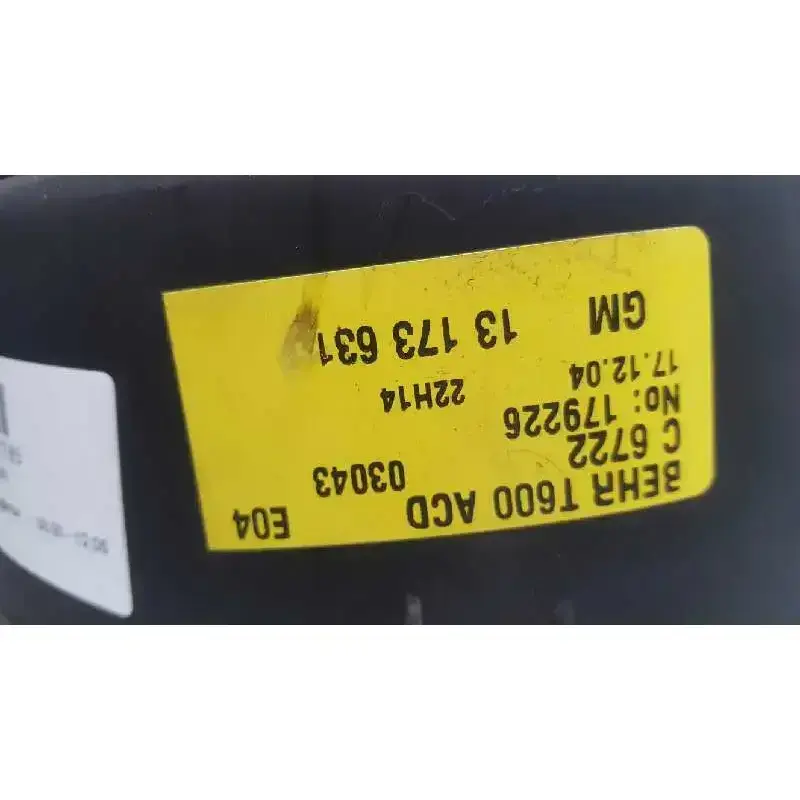 BEHR T600 ACD E04
C 6722 03043
No: 179226
17.12.04 22H14
GM 13 173 631